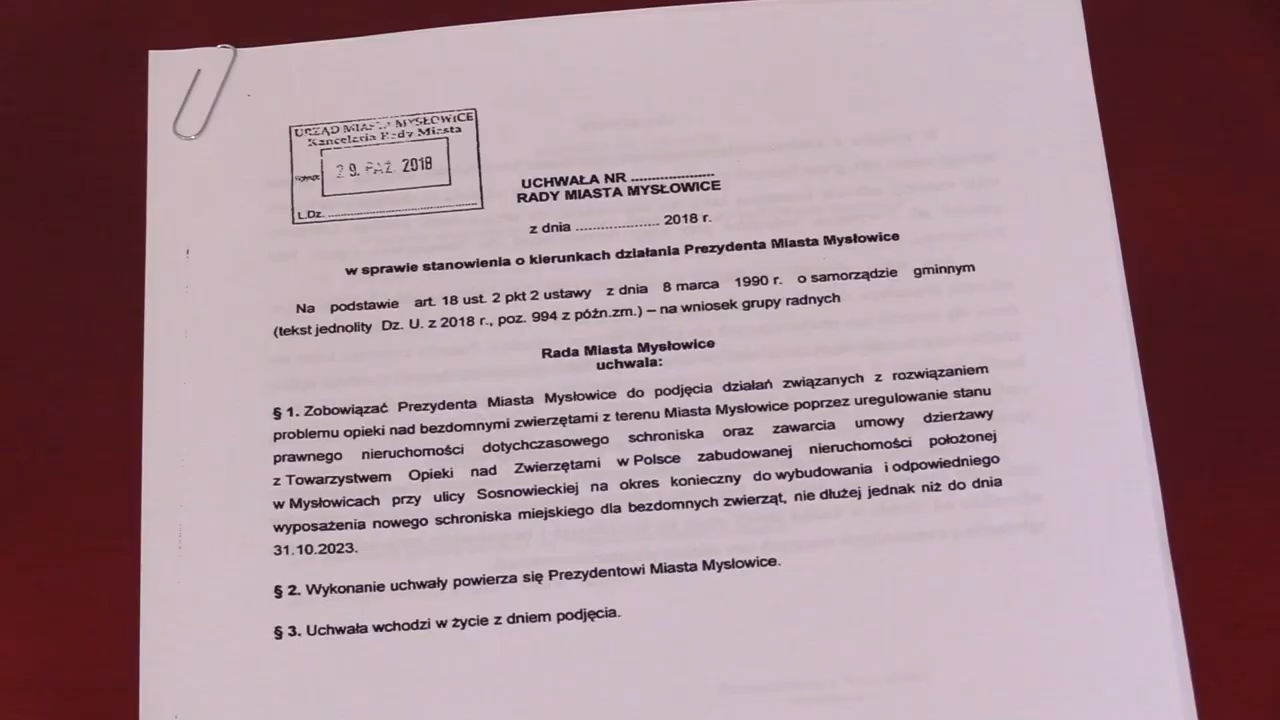 URZĄD MIASTA MYSŁOWICE
Kancelaria Rady Miasta
29. PAŹ. 2018
L.Dz. ........................
UCHWAŁA NR ....................
RADY MIASTA MYSŁOWICE
z dnia .................... 2018 r.
w sprawie stanowienia o kierunkach działania Prezydenta Miasta Mysłowice
Na podstawie art. 18 ust. 2 pkt 2 ustawy z dnia 8 marca 1990 r. o samorządzie gminnym
(tekst jednolity Dz. U. z 2018 r., poz. 994 z późn.zm.) – na wniosek grupy radnych
Rada Miasta Mysłowice
uchwala:
§ 1. Zobowiązać Prezydenta Miasta Mysłowice do podjęcia działań związanych z rozwiązaniem
problemu opieki nad bezdomnymi zwierzętami z terenu Miasta Mysłowice poprzez uregulowanie stanu
prawnego nieruchomości dotychczasowego schroniska oraz zawarcia umowy dzierżawy
z Towarzystwem Opieki nad Zwierzętami w Polsce zabudowanej nieruchomości położonej
w Mysłowicach przy ulicy Sosnowieckiej na okres konieczny do wybudowania i odpowiedniego
wyposażenia nowego schroniska miejskiego dla bezdomnych zwierząt, nie dłużej jednak niż do dnia
31.10.2023.
§ 2. Wykonanie uchwały powierza się Prezydentowi Miasta Mysłowice.
§ 3. Uchwała wchodzi w życie z dniem podjęcia.